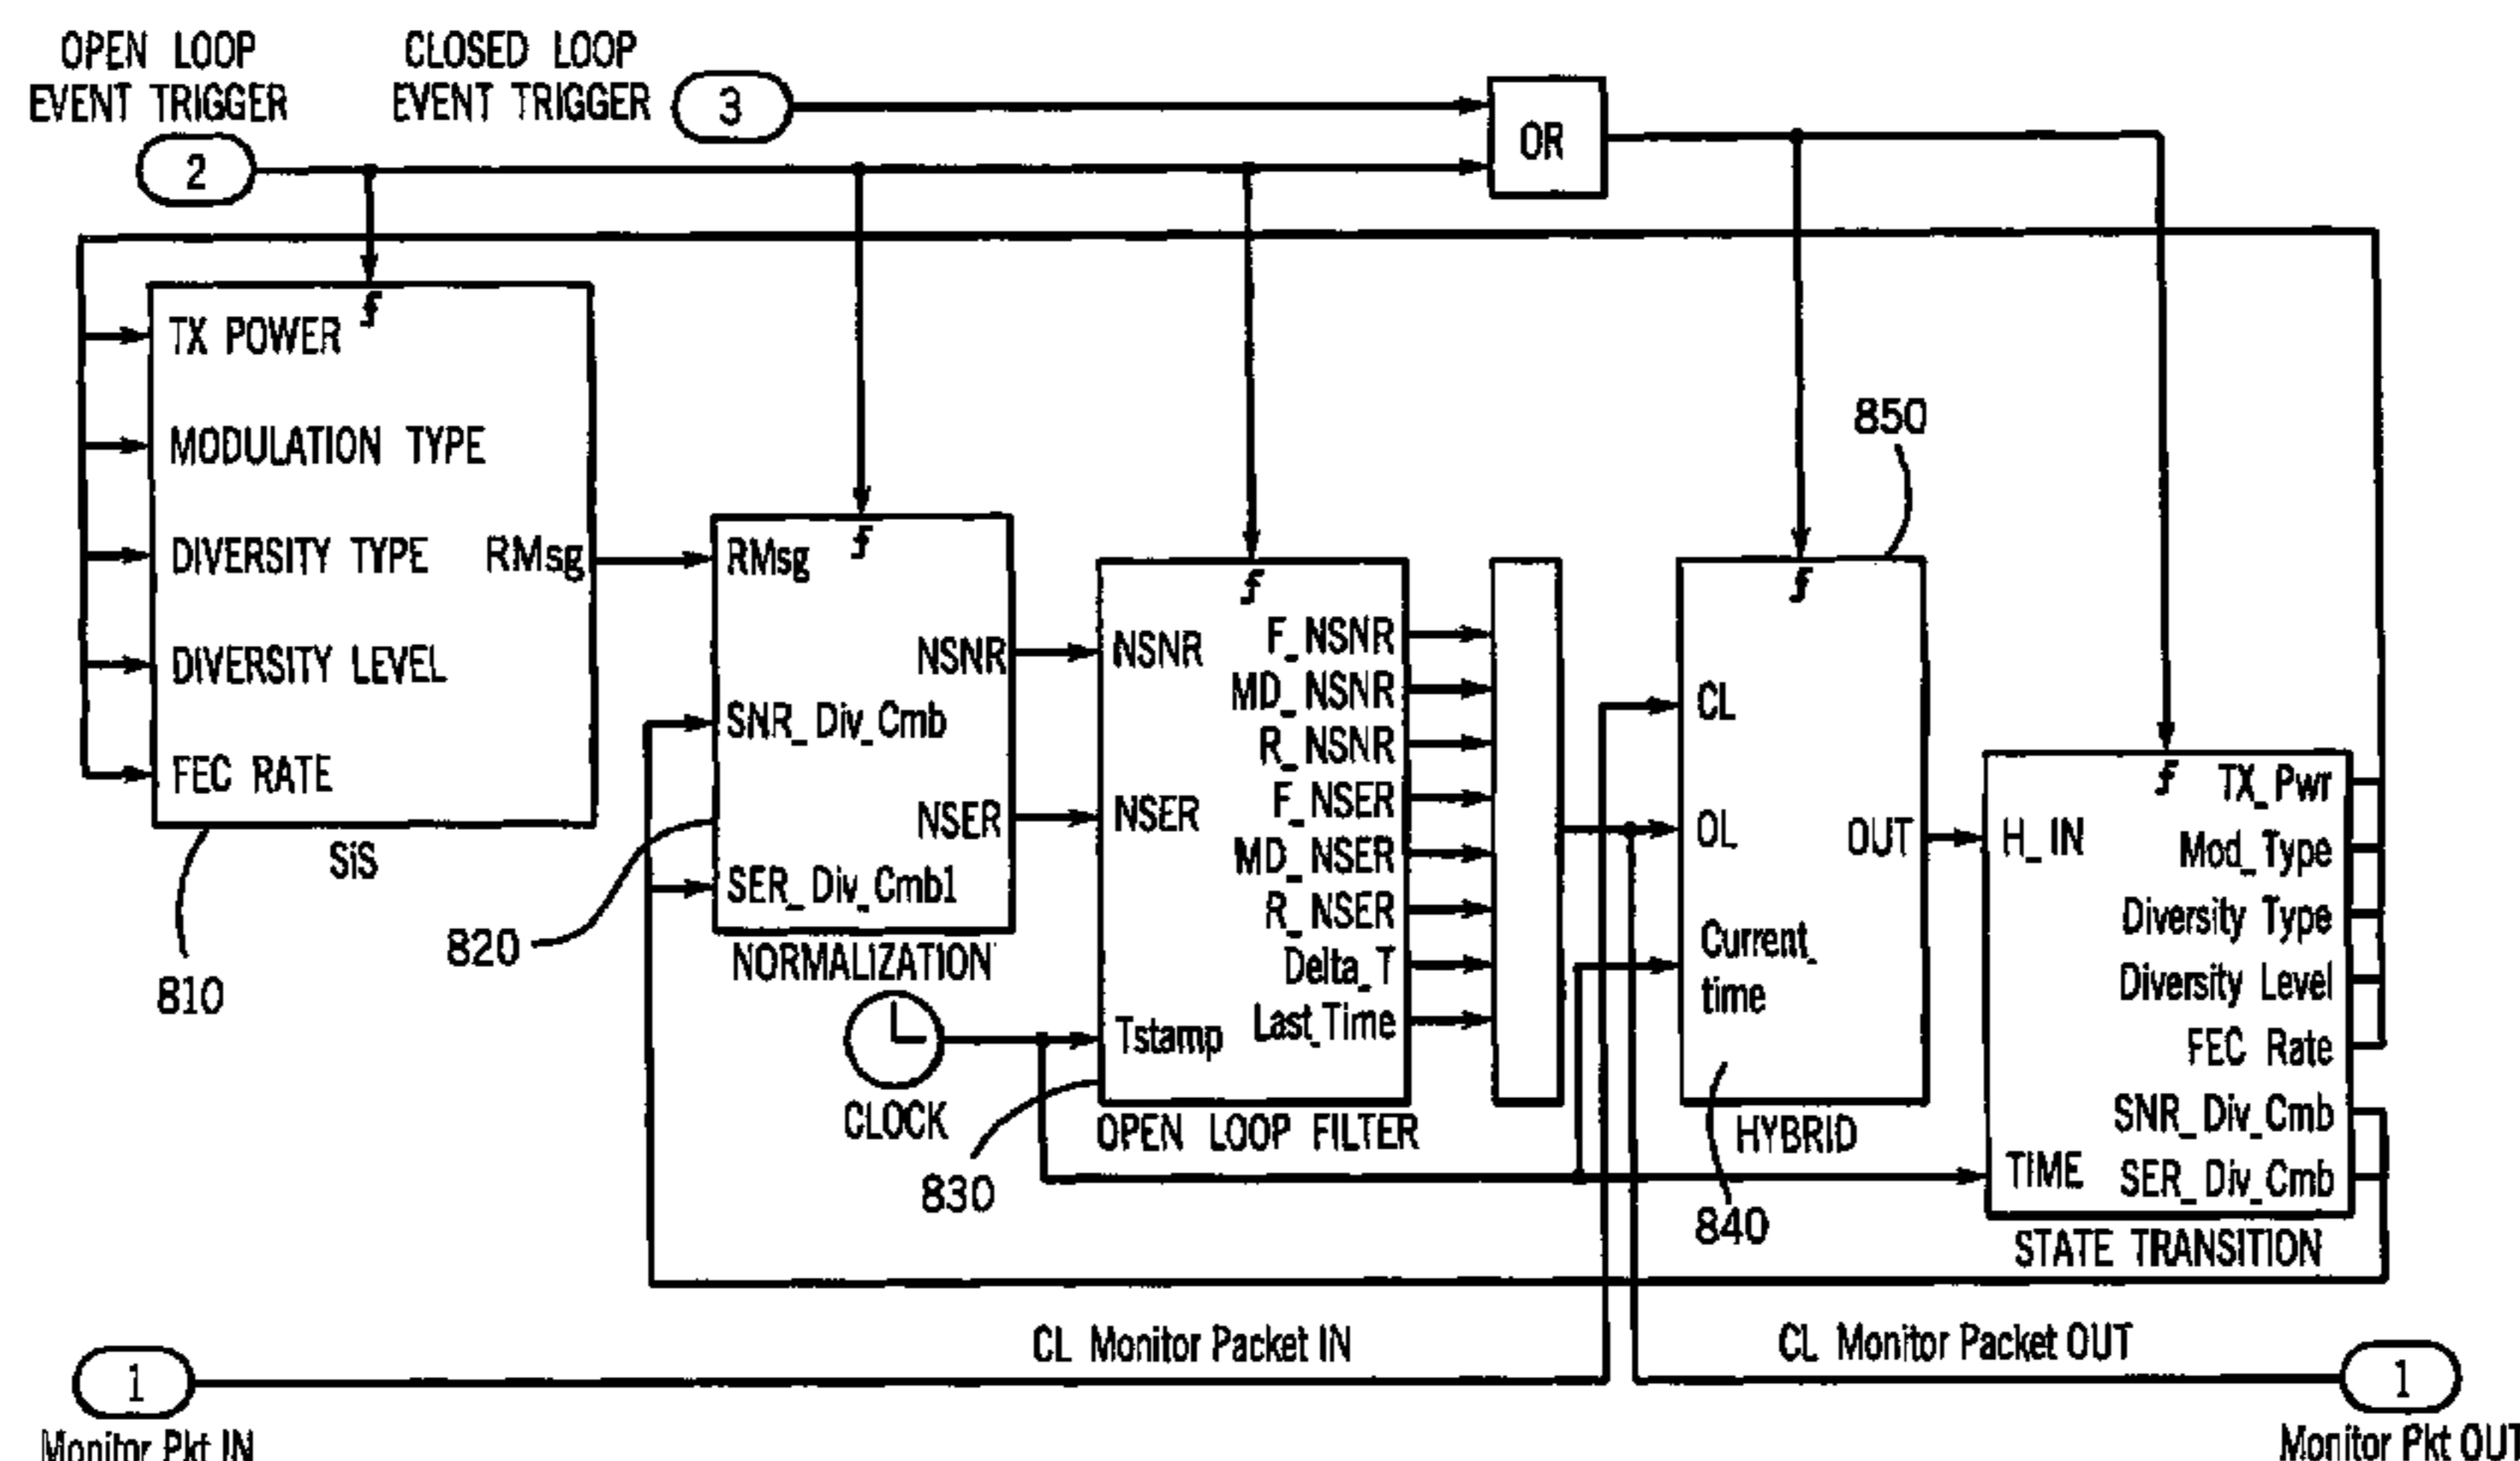 OPEN LOOP
EVENT TRIGGER
2
CLOSED LOOP
EVENT TRIGGER
3
OR
TX POWER
MODULATION TYPE
DIVERSITY TYPE
RMsg
DIVERSITY LEVEL
FEC RATE
SiS
810
RMsg
NSNR
SNR_Div_Cmb
NSER
SER_Div_Cmb1
NORMALIZATION
820
CLOCK
NSNR
NSER
Tstamp
F_NSNR
MD_NSNR
R_NSNR
F_NSER
MD_NSER
R_NSER
Delta_T
Last_Time
OPEN LOOP FILTER
830
850
CL
OL
Current_
time
OUT
HYBRID
840
H_IN
TIME
TX_Pwr
Mod_Type
Diversity Type
Diversity Level
FEC Rate
SNR_Div_Cmb
SER_Div_Cmb
STATE TRANSITION
CL Monitor Packet IN
CL Monitor Packet OUT
1
Monitor Pkt IN
1
Monitor Pkt OUT